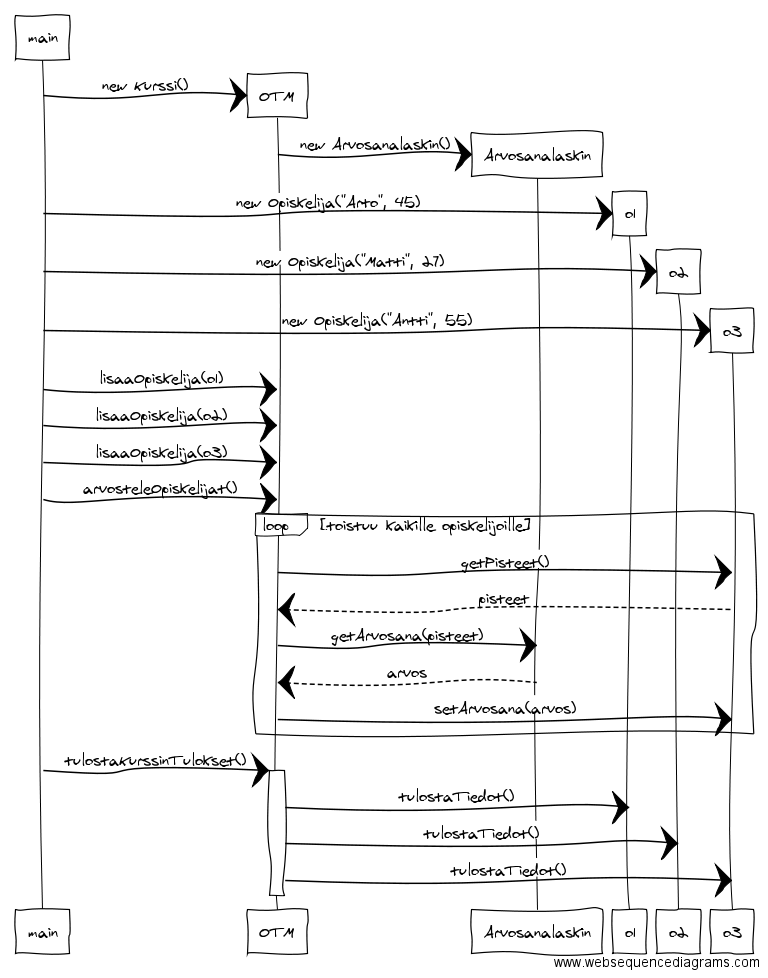 main
new Kurssi()
OTM
new Arvosanalaskin()
Arvosanalaskin
new Opiskelija("Arto", 45)
o1
new Opiskelija("Matti", 27)
o2
new Opiskelija("Antti", 55)
o3
lisaaOpiskelija(o1)
lisaaOpiskelija(o2)
lisaaOpiskelija(o3)
arvosteleOpiskelijat()
loop [toistuu kaikille opiskelijoille]
getPisteet()
pisteet
getArvosana(pisteet)
arvos
setArvosana(arvos)
tulostaKurssinTulokset()
tulostaTiedot()
tulostaTiedot()
tulostaTiedot()
main OTM Arvosanalaskin o1 o2 o3
www.websequencediagrams.com